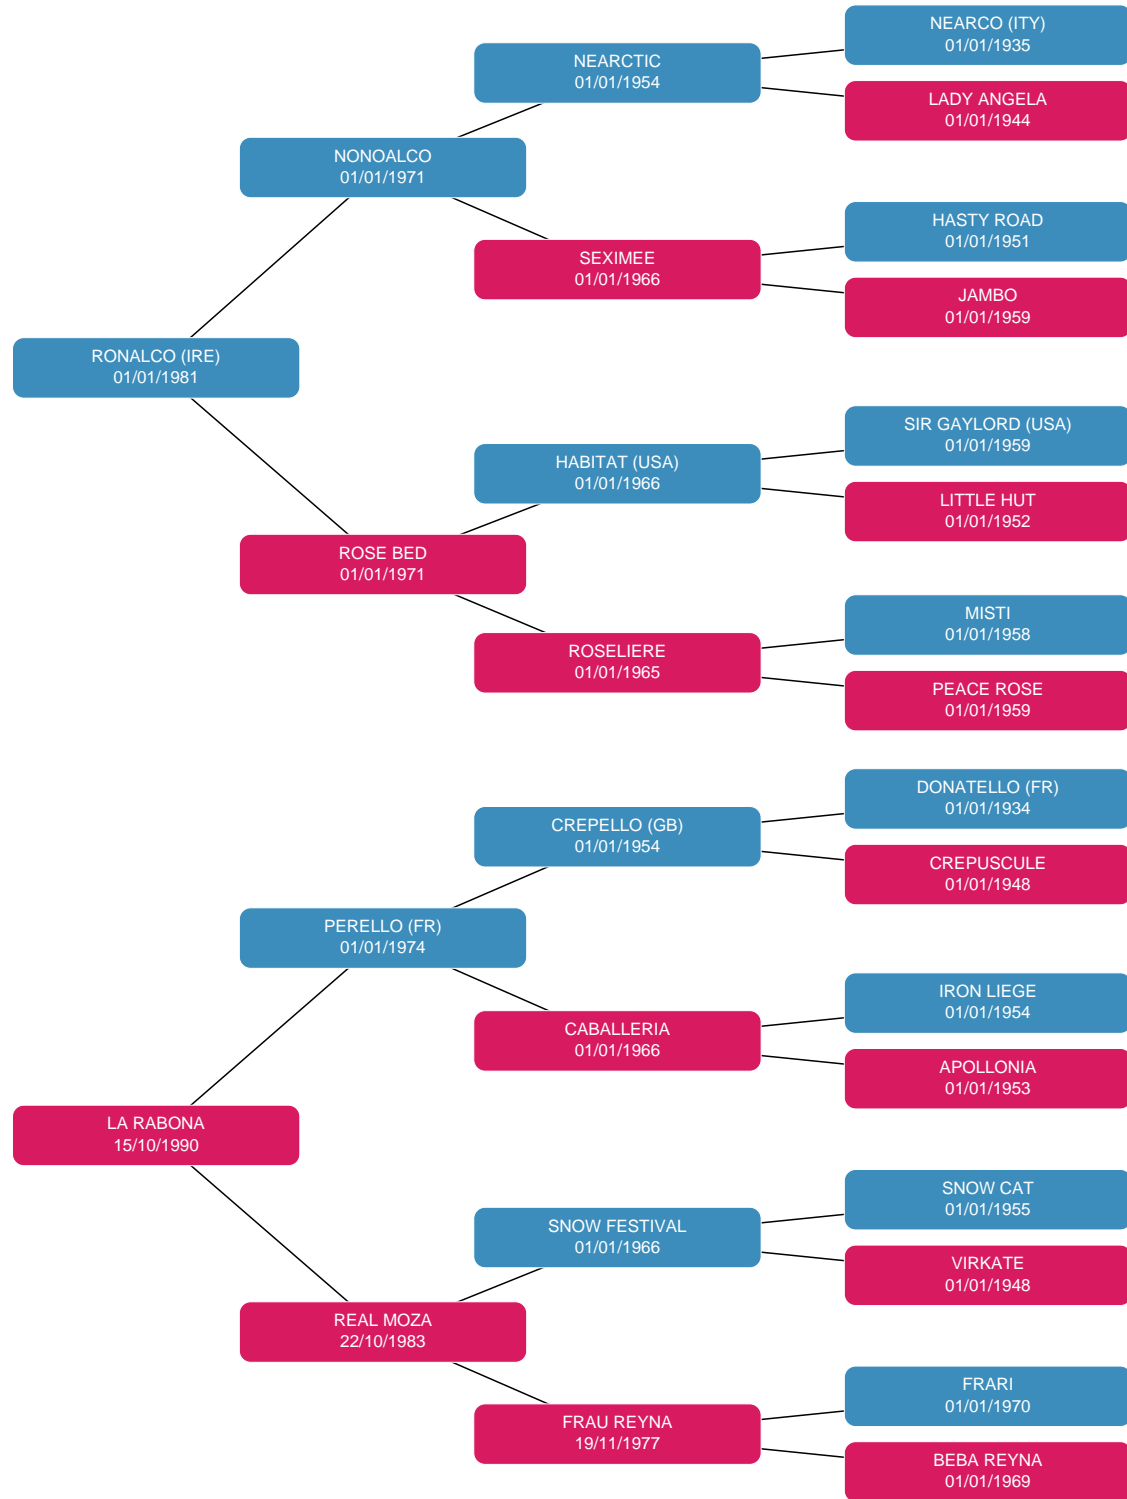 NEARCO (ITY)
01/01/1935
NEARCTIC
01/01/1954
LADY ANGELA
01/01/1944
NONOALCO
01/01/1971
HASTY ROAD
01/01/1951
SEXIMEE
01/01/1966
JAMBO
01/01/1959
RONALCO (IRE)
01/01/1981
SIR GAYLORD (USA)
01/01/1959
HABITAT (USA)
01/01/1966
LITTLE HUT
01/01/1952
ROSE BED
01/01/1971
MISTI
01/01/1958
ROSELIERE
01/01/1965
PEACE ROSE
01/01/1959
DONATELLO (FR)
01/01/1934
CREPELLO (GB)
01/01/1954
CREPUSCULE
01/01/1948
PERELLO (FR)
01/01/1974
IRON LIEGE
01/01/1954
CABALLERIA
01/01/1966
APOLLONIA
01/01/1953
LA RABONA
15/10/1990
SNOW CAT
01/01/1955
SNOW FESTIVAL
01/01/1966
VIRKATE
01/01/1948
REAL MOZA
22/10/1983
FRARI
01/01/1970
FRAU REYNA
19/11/1977
BEBA REYNA
01/01/1969